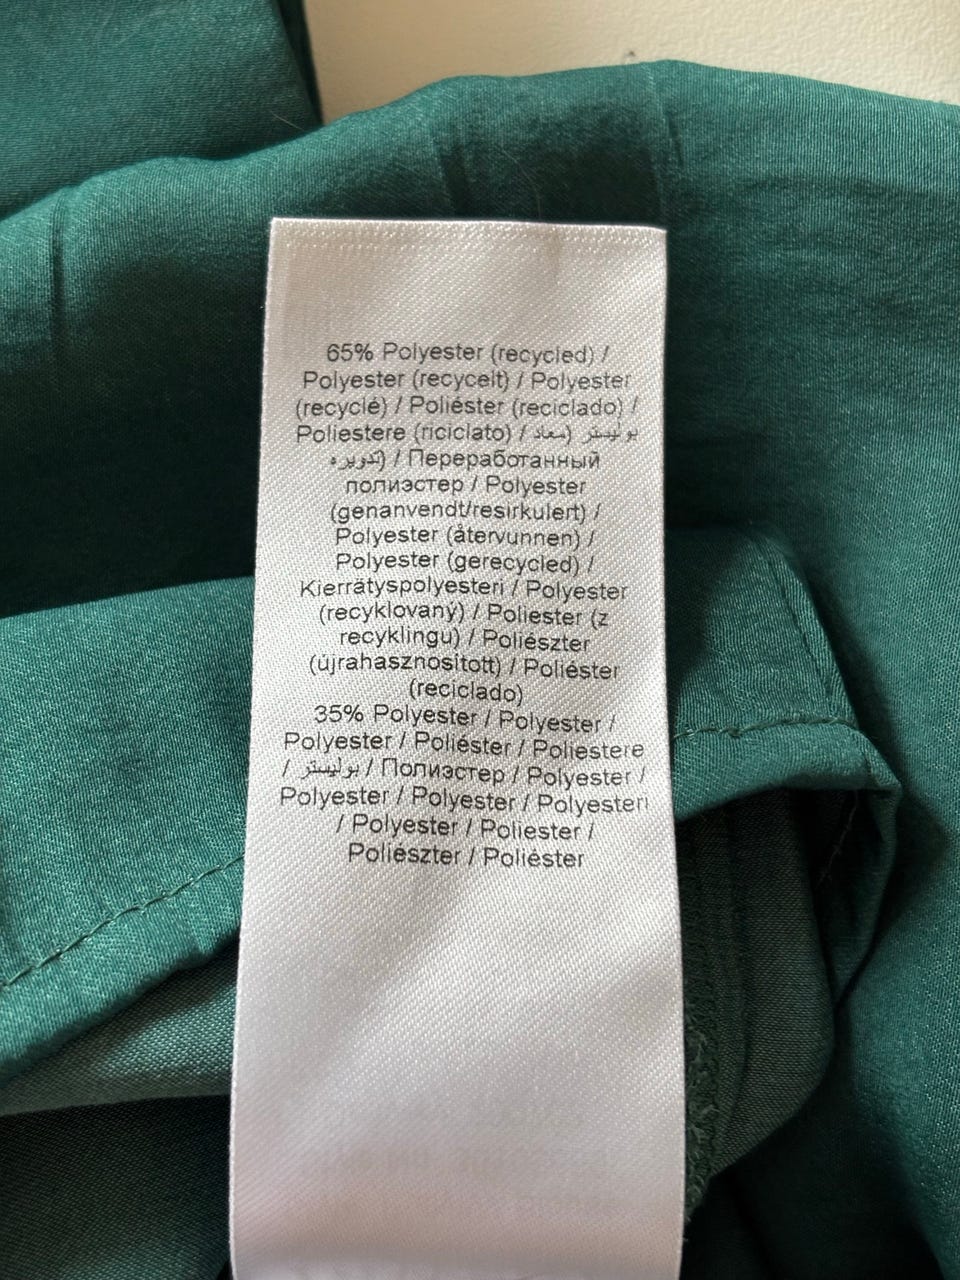 65% Polyester (recycled) /
Polyester (recycelt) / Polyester
(recyclé) / Poliéster (reciclado) /
Poliestere (riciclato) / بوليستر (معاد
تدويره) / Переработанный
полиэстер / Polyester
(genanvendt/resirkulert) /
Polyester (återvunnen) /
Polyester (gerecycled) /
Kierrätyspolyesteri / Polyester
(recyklovaný) / Poliester (z
recyklingu) / Poliészter
(újrahasznosított) / Poliéster
(reciclado)
35% Polyester / Polyester /
Polyester / Poliéster / Poliestere
/ بوليستر / Полиэстер / Polyester /
Polyester / Polyester / Polyesteri
/ Polyester / Poliester /
Poliészter / Poliéster